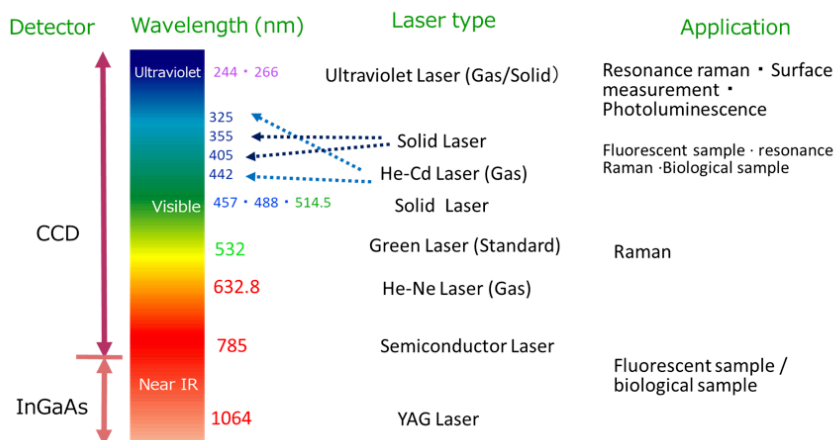 Detector
Wavelength (nm)
Laser type
Application
Ultraviolet
244・266
Ultraviolet Laser (Gas/Solid）
Resonance raman・Surface
measurement・
Photoluminescence
325
355
Solid Laser
405
Fluorescent sample・resonance
Raman・Biological sample
442
He-Cd Laser (Gas)
Visible
457・488・514.5
Solid Laser
CCD
532
Green Laser (Standard)
Raman
632.8
He-Ne Laser (Gas)
785
Semiconductor Laser
Fluorescent sample /
biological sample
Near IR
InGaAs
1064
YAG Laser